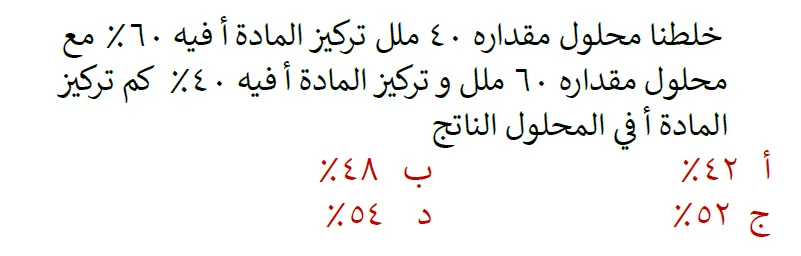 خلطنا محلول مقداره ٤٠ ملل تركيز المادة أ فيه ٦٠٪ مع
محلول مقداره ٦٠ ملل و تركيز المادة أ فيه ٤٠٪ كم تركيز
المادة أ في المحلول الناتج
أ ٤٢٪ ب ٤٨٪
ج ٥٢٪ د ٥٤٪